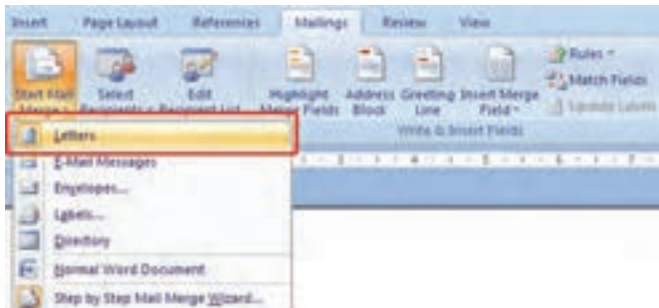 Insert Page Layout References Mailings Review View
Start Mail Merge Select Recipients Edit Recipient List Highlight Merge Fields Address Block Greeting Line Insert Merge Field Rules
Match Fields
Update Labels
Write & Insert Fields
Letters
E-Mail Messages
Envelopes...
Labels...
Directory
Normal Word Document
Step by Step Mail Merge Wizard...